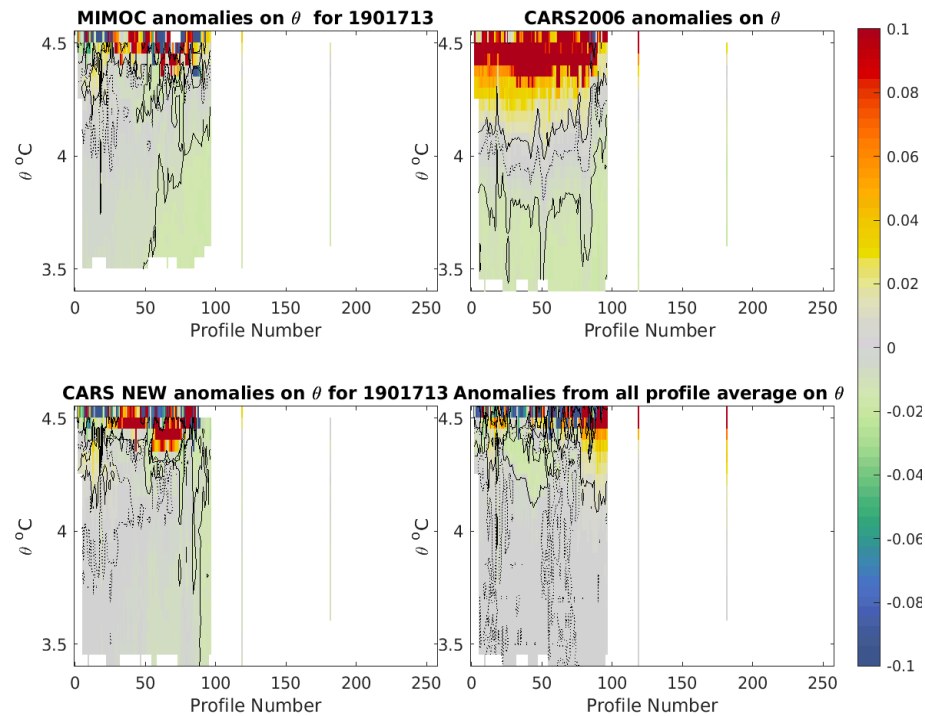 MIMOC anomalies on θ for 1901713
CARS2006 anomalies on θ
4.5
4
3.5
θ °C
0 50 100 150 200 250
Profile Number
4.5
4
3.5
θ °C
0 50 100 150 200 250
Profile Number
CARS NEW anomalies on θ for 1901713
Anomalies from all profile average on θ
4.5
4
3.5
θ °C
0 50 100 150 200 250
Profile Number
4.5
4
3.5
θ °C
0 50 100 150 200 250
Profile Number
0.1
0.08
0.06
0.04
0.02
0
-0.02
-0.04
-0.06
-0.08
-0.1